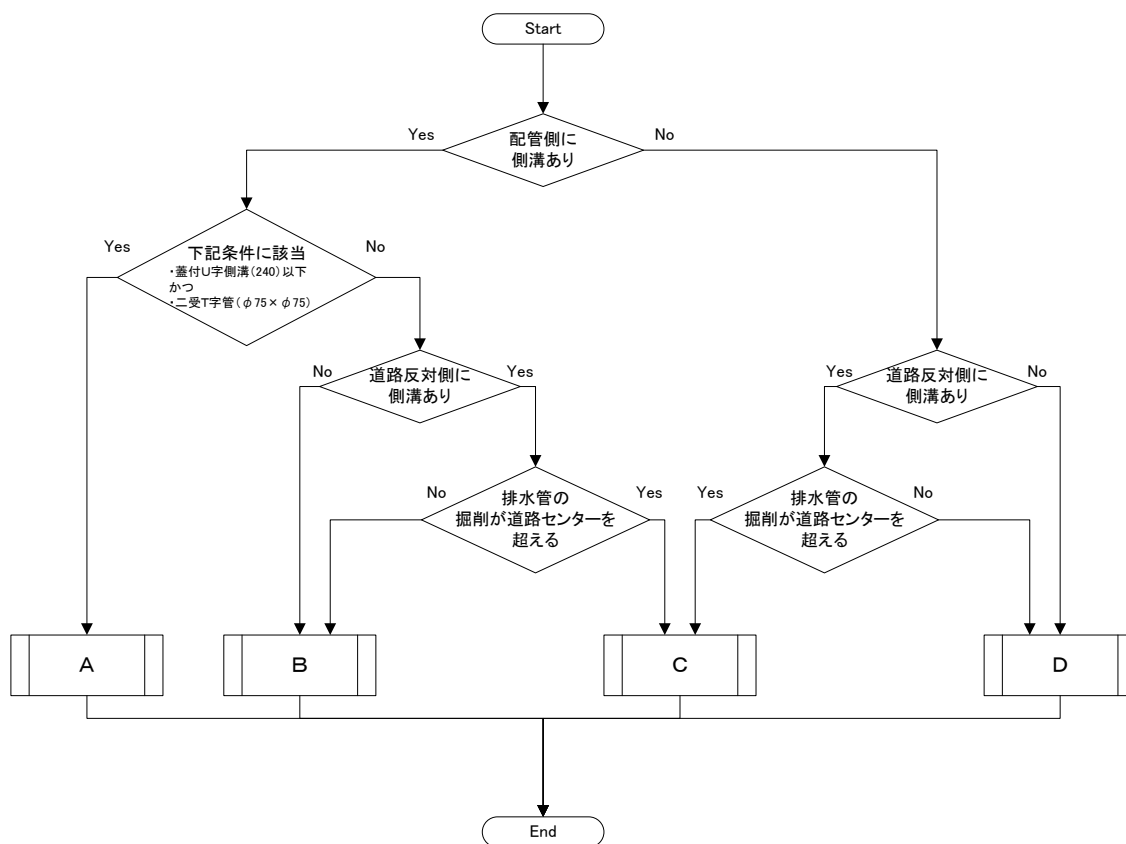 Start
Yes
配管側に
側溝あり
No
Yes
下記条件に該当
・蓋付U字側溝(240)以下
かつ
・二受T字管(φ75×φ75)
No
No
道路反対側に
側溝あり
Yes
Yes
道路反対側に
側溝あり
No
No
排水管の
掘削が道路センターを
超える
Yes
Yes
排水管の
掘削が道路センターを
超える
No
A
B
C
D
End